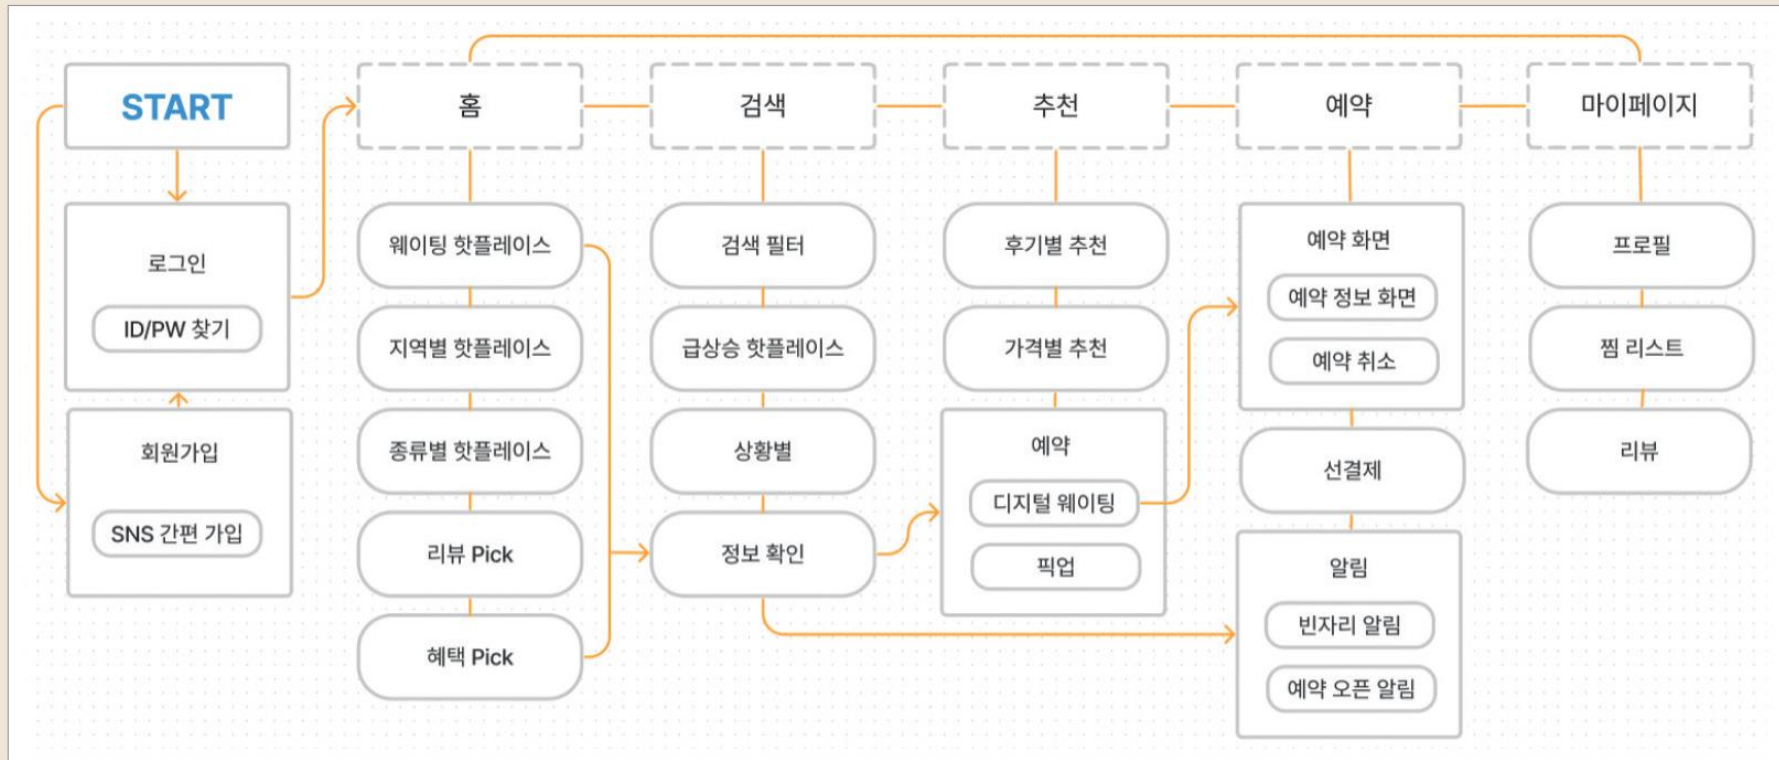 START
홈
검색
추천
예약
마이페이지
로그인
ID/PW 찾기
회원가입
SNS 간편 가입
웨이팅 핫플레이스
지역별 핫플레이스
종류별 핫플레이스
리뷰 Pick
혜택 Pick
검색 필터
급상승 핫플레이스
상황별
정보 확인
후기별 추천
가격별 추천
예약
디지털 웨이팅
픽업
예약 화면
예약 정보 화면
예약 취소
선결제
알림
빈자리 알림
예약 오픈 알림
프로필
찜 리스트
리뷰